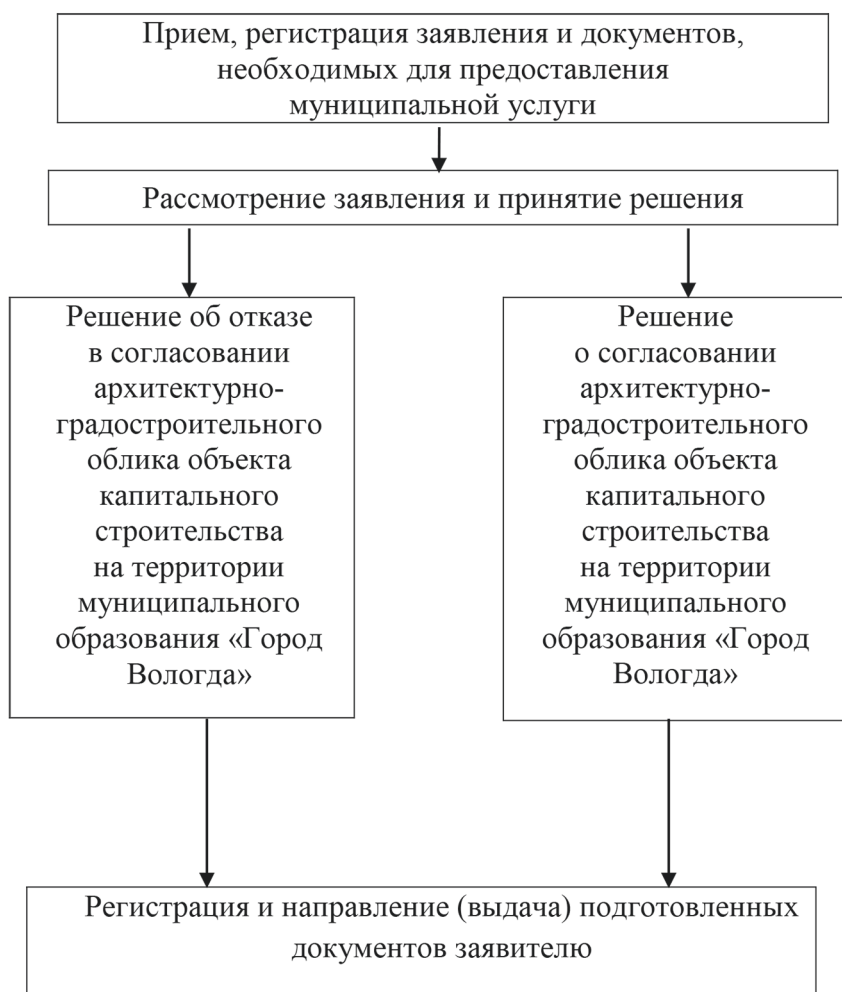 Прием, регистрация заявления и документов,
необходимых для предоставления
муниципальной услуги
Рассмотрение заявления и принятие решения
Решение об отказе
в согласовании
архитектурно-
градостроительного
облика объекта
капитального
строительства
на территории
муниципального
образования «Город
Вологда»
Решение
о согласовании
архитектурно-
градостроительного
облика объекта
капитального
строительства
на территории
муниципального
образования «Город
Вологда»
Регистрация и направление (выдача) подготовленных
документов заявителю